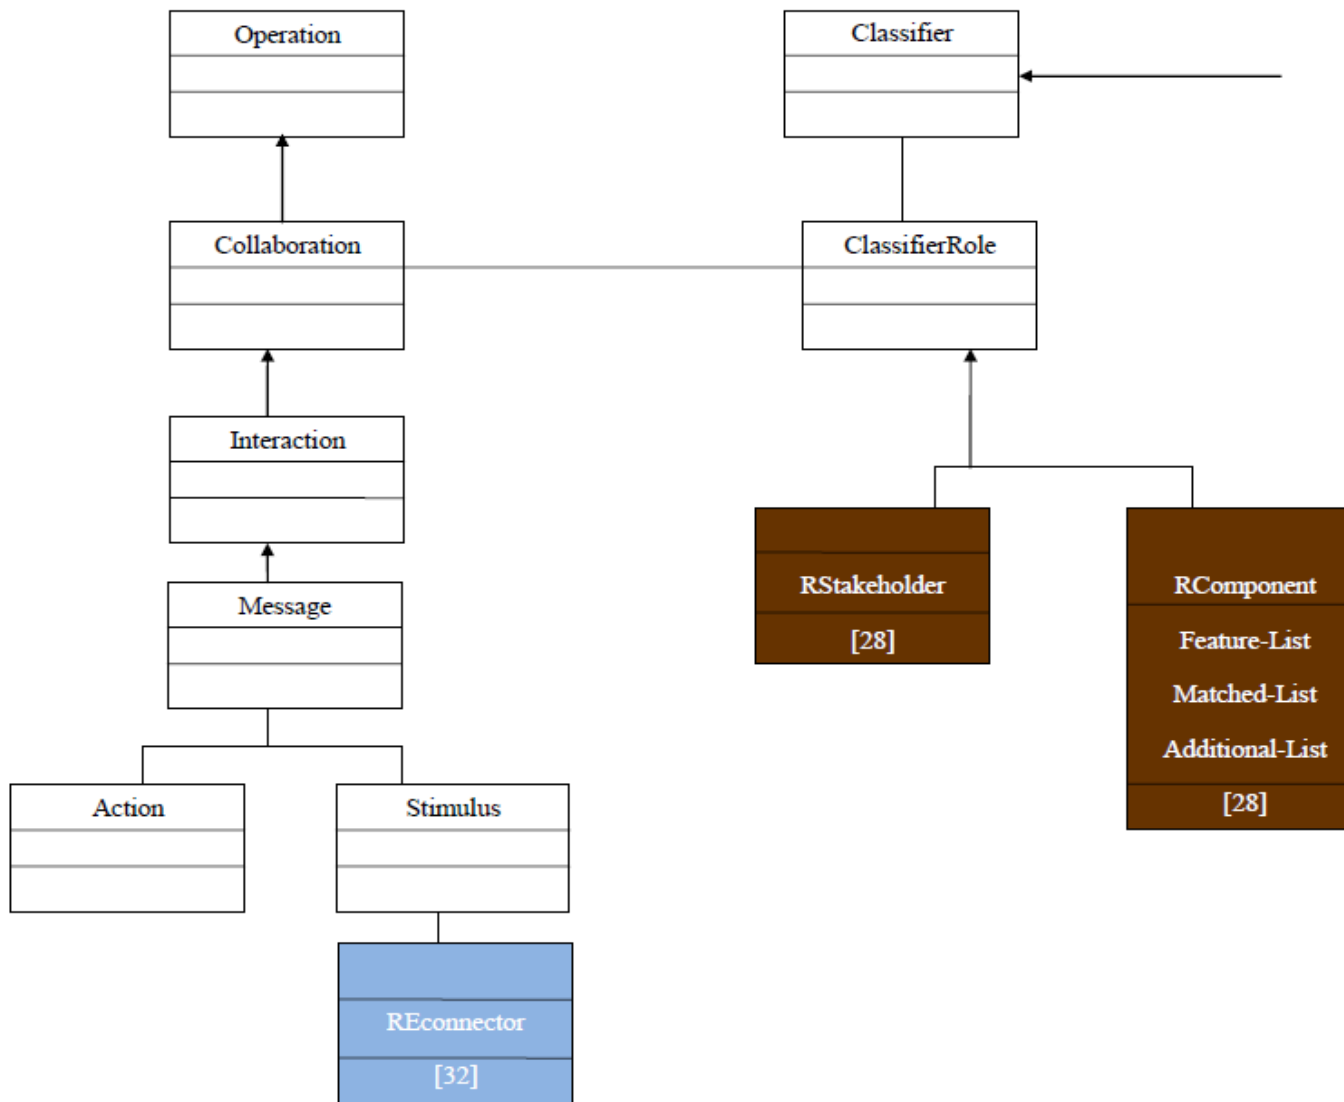 Operation
Classifier
Collaboration
ClassifierRole
Interaction
Message
RStakeholder
[28]
RComponent
Feature-List
Matched-List
Additional-List
[28]
Action
Stimulus
REconnector
[32]